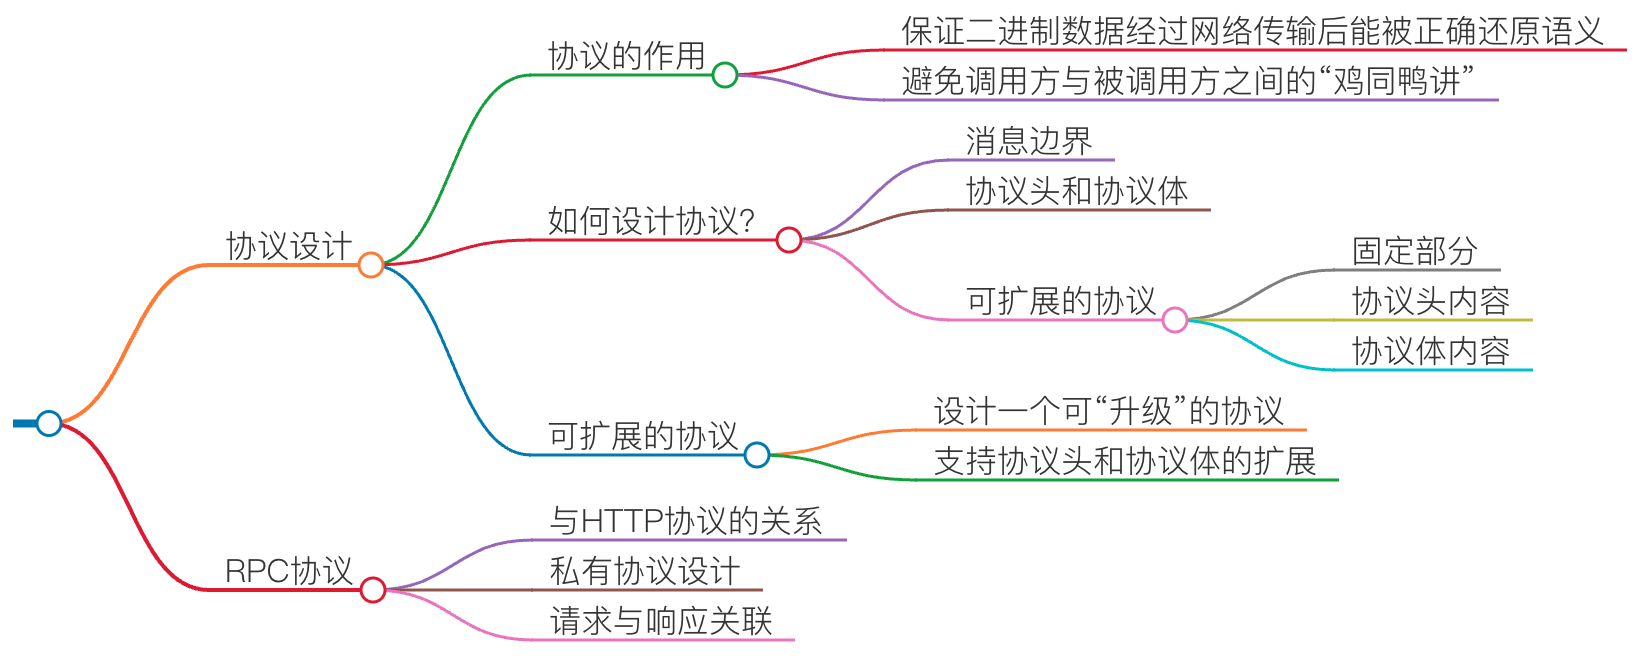 协议设计
协议的作用
保证二进制数据经过网络传输后能被正确还原语义
避免调用方与被调用方之间的“鸡同鸭讲”
如何设计协议？
消息边界
协议头和协议体
可扩展的协议
固定部分
协议头内容
协议体内容
可扩展的协议
设计一个可“升级”的协议
支持协议头和协议体的扩展
RPC协议
与HTTP协议的关系
私有协议设计
请求与响应关联